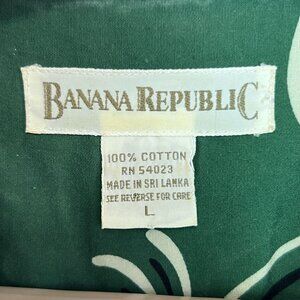 BANANA REPUBLIC
100% COTTON
RN 54023
MADE IN SRI LANKA
SEE REVERSE FOR CARE
L